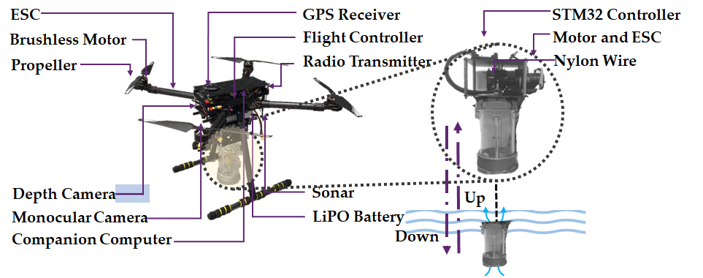 ESC
Brushless Motor
Propeller
GPS Receiver
Flight Controller
Radio Transmitter
STM32 Controller
Motor and ESC
Nylon Wire
Depth Camera
Monocular Camera
Companion Computer
Sonar
LiPO Battery
Up
Down